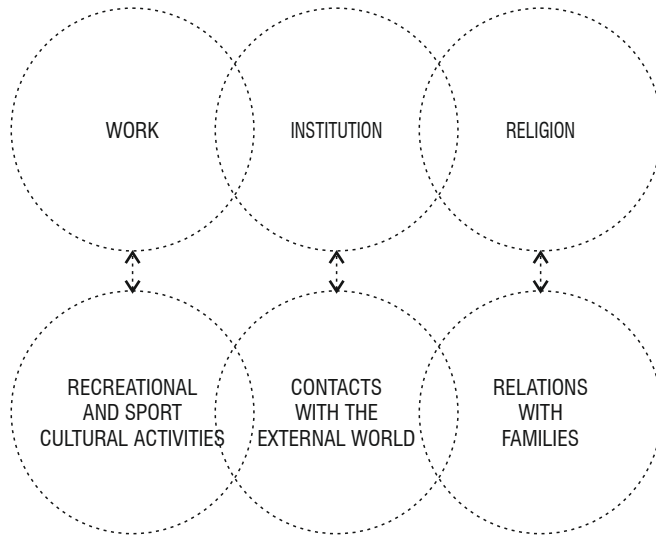 WORK
INSTITUTION
RELIGION
RECREATIONAL
AND SPORT
CULTURAL ACTIVITIES
CONTACTS
WITH THE
EXTERNAL WORLD
RELATIONS
WITH
FAMILIES